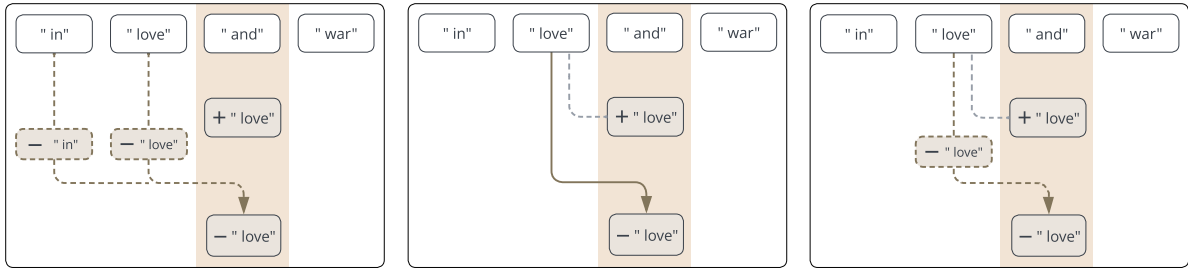 " in" " love" " and" " war"
+ " love"
− " in" − " love"
− " love"
" in" " love" " and" " war"
+ " love"
− " love"
" in" " love" " and" " war"
+ " love"
− " love"
− " love"